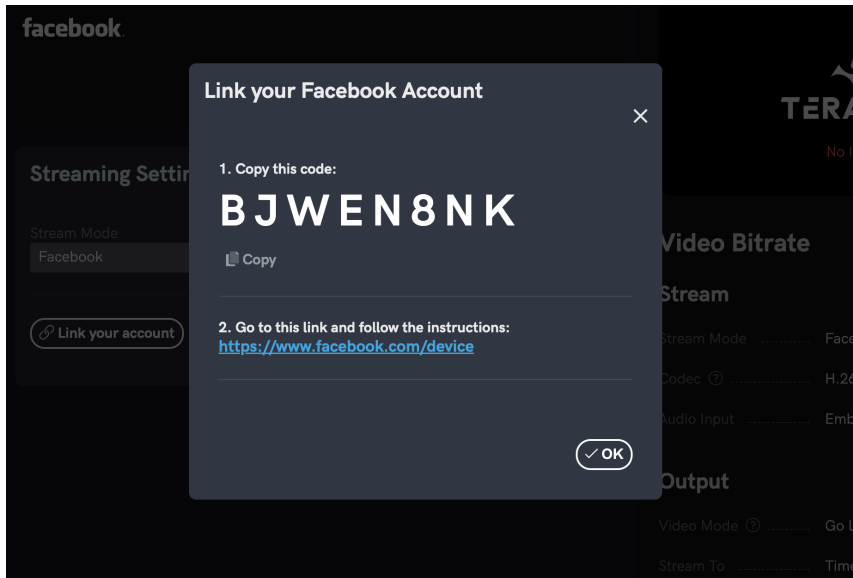 facebook.
Link your Facebook Account
1. Copy this code:
BJWEN8NK
Copy
2. Go to this link and follow the instructions:
https://www.facebook.com/device
OK
Streaming Settin
Stream Mode
Facebook
Link your account
TERA
No
Video Bitrate
Stream
Stream Mode
Face
Codec
H.26
Audio Input
Emb
Output
Video Mode
Go L
Stream To
Time